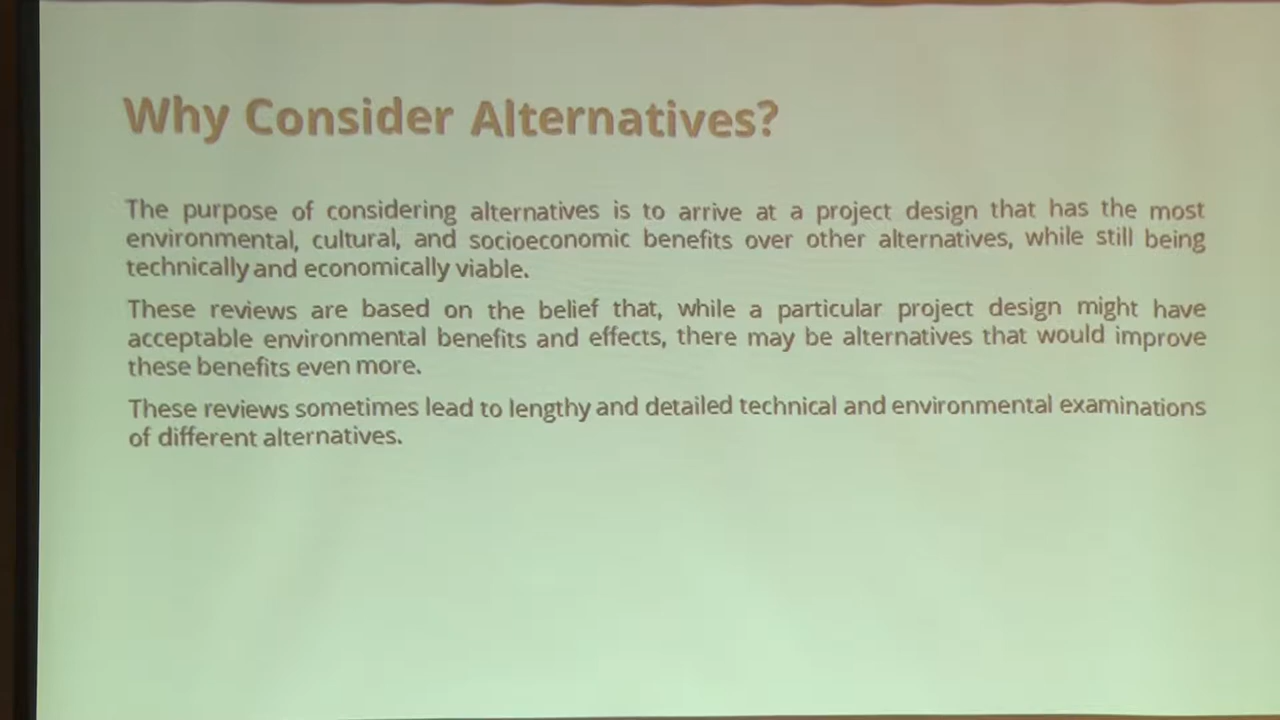 Why Consider Alternatives?
The purpose of considering alternatives is to arrive at a project design that has the most
environmental, cultural, and socioeconomic benefits over other alternatives, while still being
technically and economically viable.
These reviews are based on the belief that, while a particular project design might have
acceptable environmental benefits and effects, there may be alternatives that would improve
these benefits even more.
These reviews sometimes lead to lengthy and detailed technical and environmental examinations
of different alternatives.